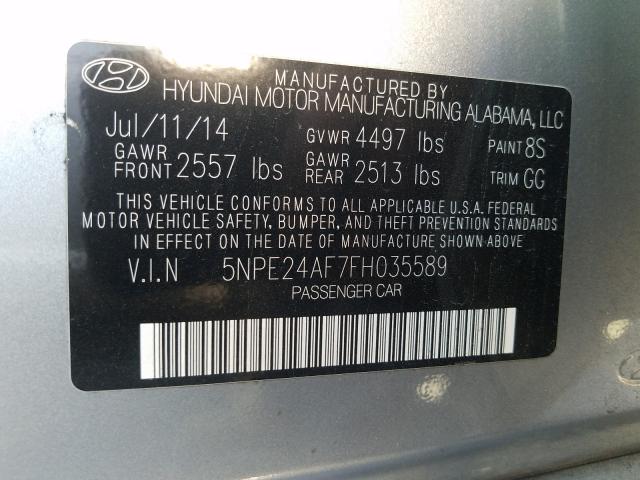 MANUFACTURED BY
HYUNDAI MOTOR MANUFACTURING ALABAMA, LLC
Jul/11/14 GVWR 4497 lbs PAINT 8S
GAWR FRONT 2557 lbs GAWR REAR 2513 lbs TRIM GG
THIS VEHICLE CONFORMS TO ALL APPLICABLE U.S.A. FEDERAL
MOTOR VEHICLE SAFETY, BUMPER, AND THEFT PREVENTION STANDARDS
IN EFFECT ON THE DATE OF MANUFACTURE SHOWN ABOVE
V.I.N 5NPE24AF7FH035589
PASSENGER CAR